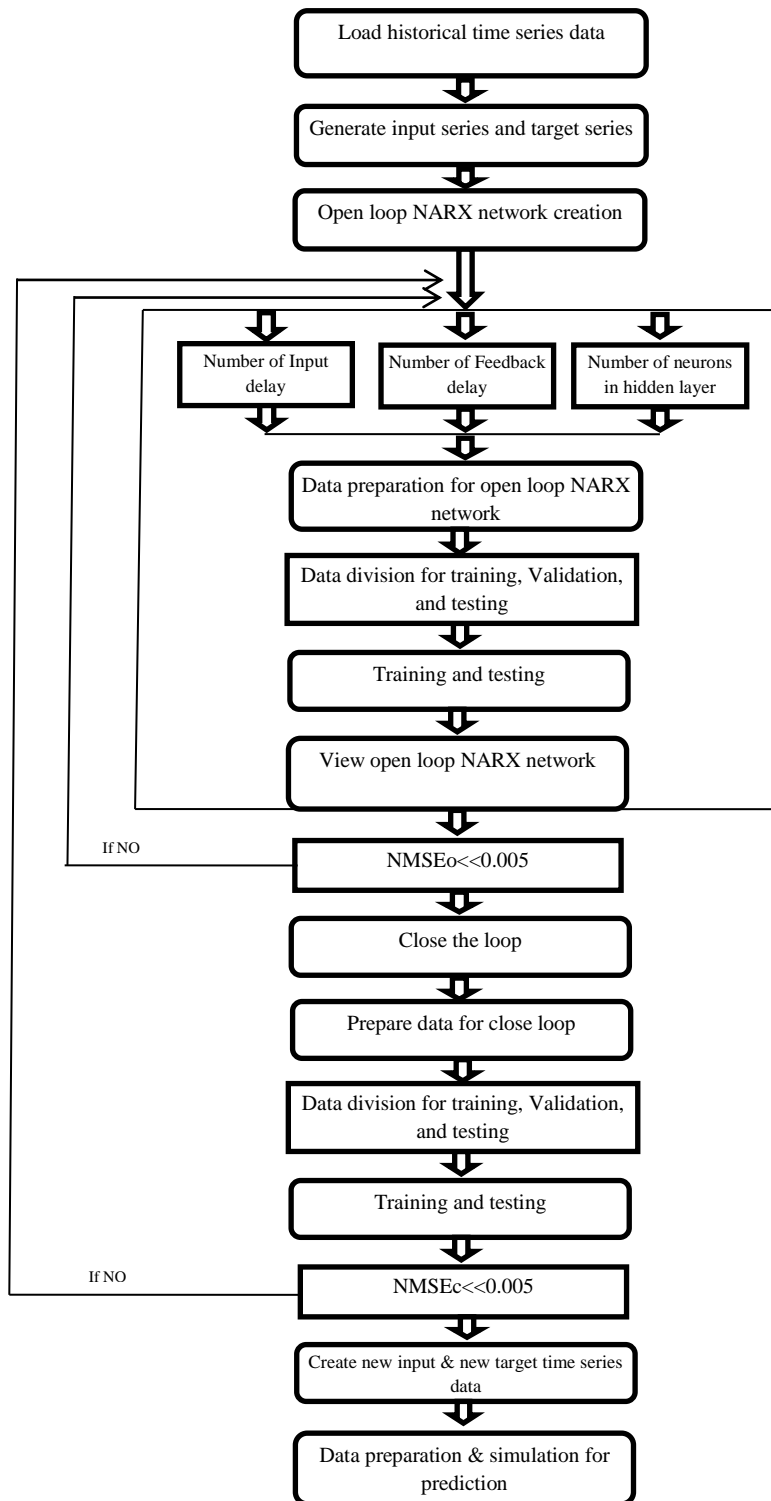 Load historical time series data
Generate input series and target series
Open loop NARX network creation
Number of Input
delay
Number of Feedback
delay
Number of neurons
in hidden layer
Data preparation for open loop NARX
network
Data division for training, Validation,
and testing
Training and testing
View open loop NARX network
If NO
NMSEo<<0.005
Close the loop
Prepare data for close loop
Data division for training, Validation,
and testing
Training and testing
If NO
NMSEc<<0.005
Create new input & new target time series
data
Data preparation & simulation for
prediction